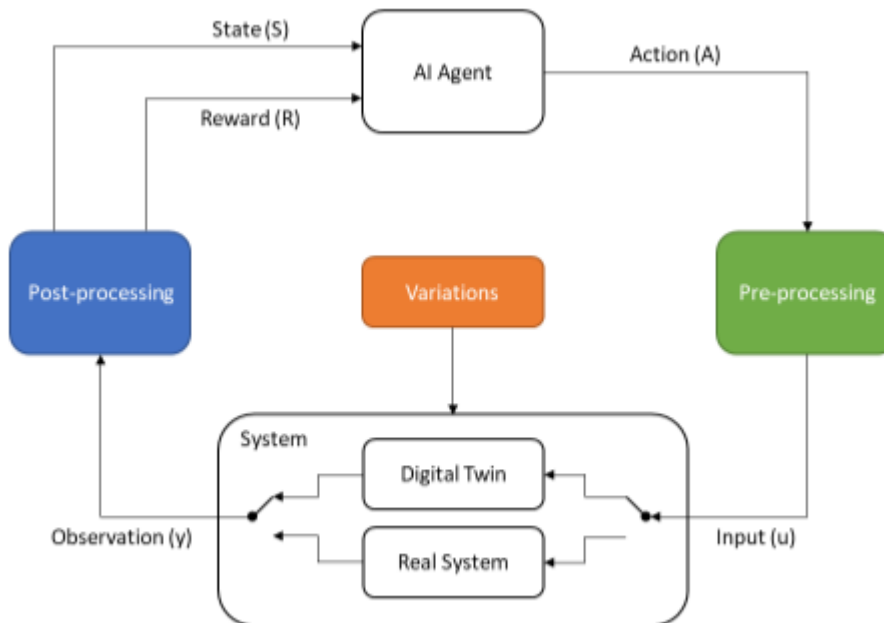 State (S)
AI Agent
Action (A)
Reward (R)
Post-processing
Variations
Pre-processing
System
Digital Twin
Observation (y)
Real System
Input (u)